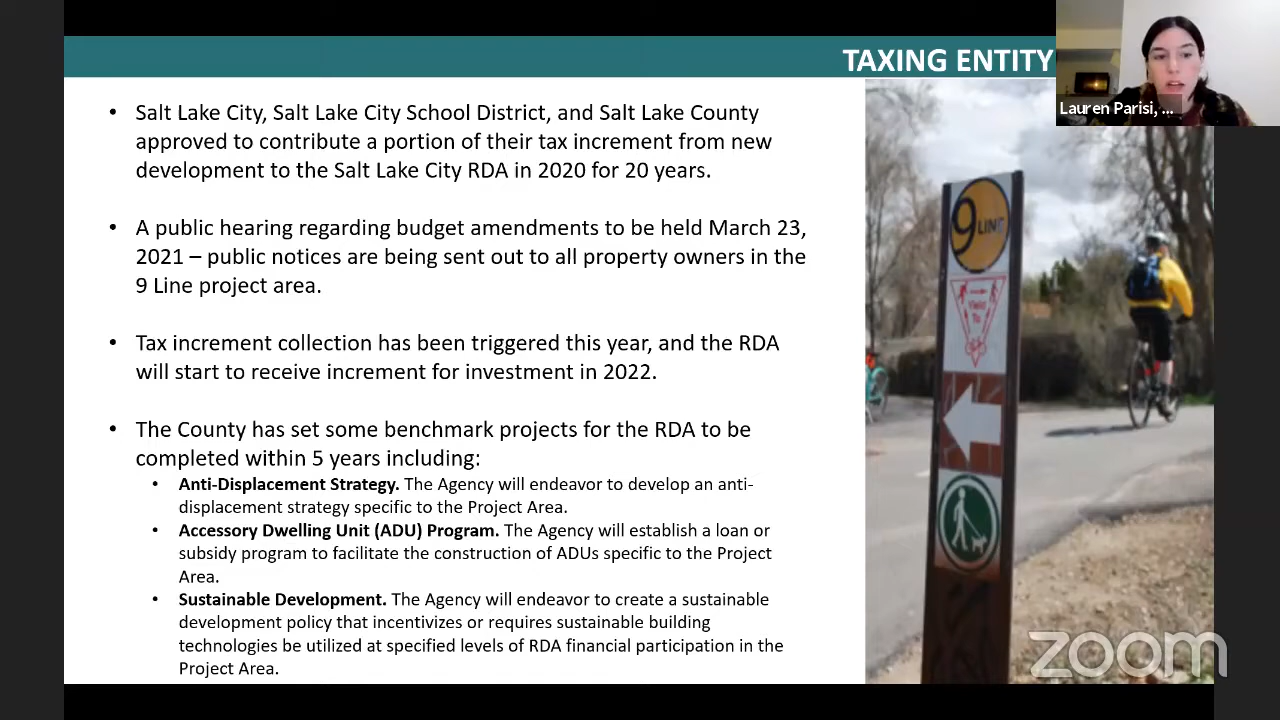 TAXING ENTITY
Lauren Parisi, ...
• Salt Lake City, Salt Lake City School District, and Salt Lake County
approved to contribute a portion of their tax increment from new
development to the Salt Lake City RDA in 2020 for 20 years.
• A public hearing regarding budget amendments to be held March 23,
2021 – public notices are being sent out to all property owners in the
9 Line project area.
• Tax increment collection has been triggered this year, and the RDA
will start to receive increment for investment in 2022.
• The County has set some benchmark projects for the RDA to be
completed within 5 years including:
• Anti-Displacement Strategy. The Agency will endeavor to develop an anti-
displacement strategy specific to the Project Area.
• Accessory Dwelling Unit (ADU) Program. The Agency will establish a loan or
subsidy program to facilitate the construction of ADUs specific to the Project
Area.
• Sustainable Development. The Agency will endeavor to create a sustainable
development policy that incentivizes or requires sustainable building
technologies be utilized at specified levels of RDA financial participation in the
Project Area.
9 LINE
Yield
To
zoom